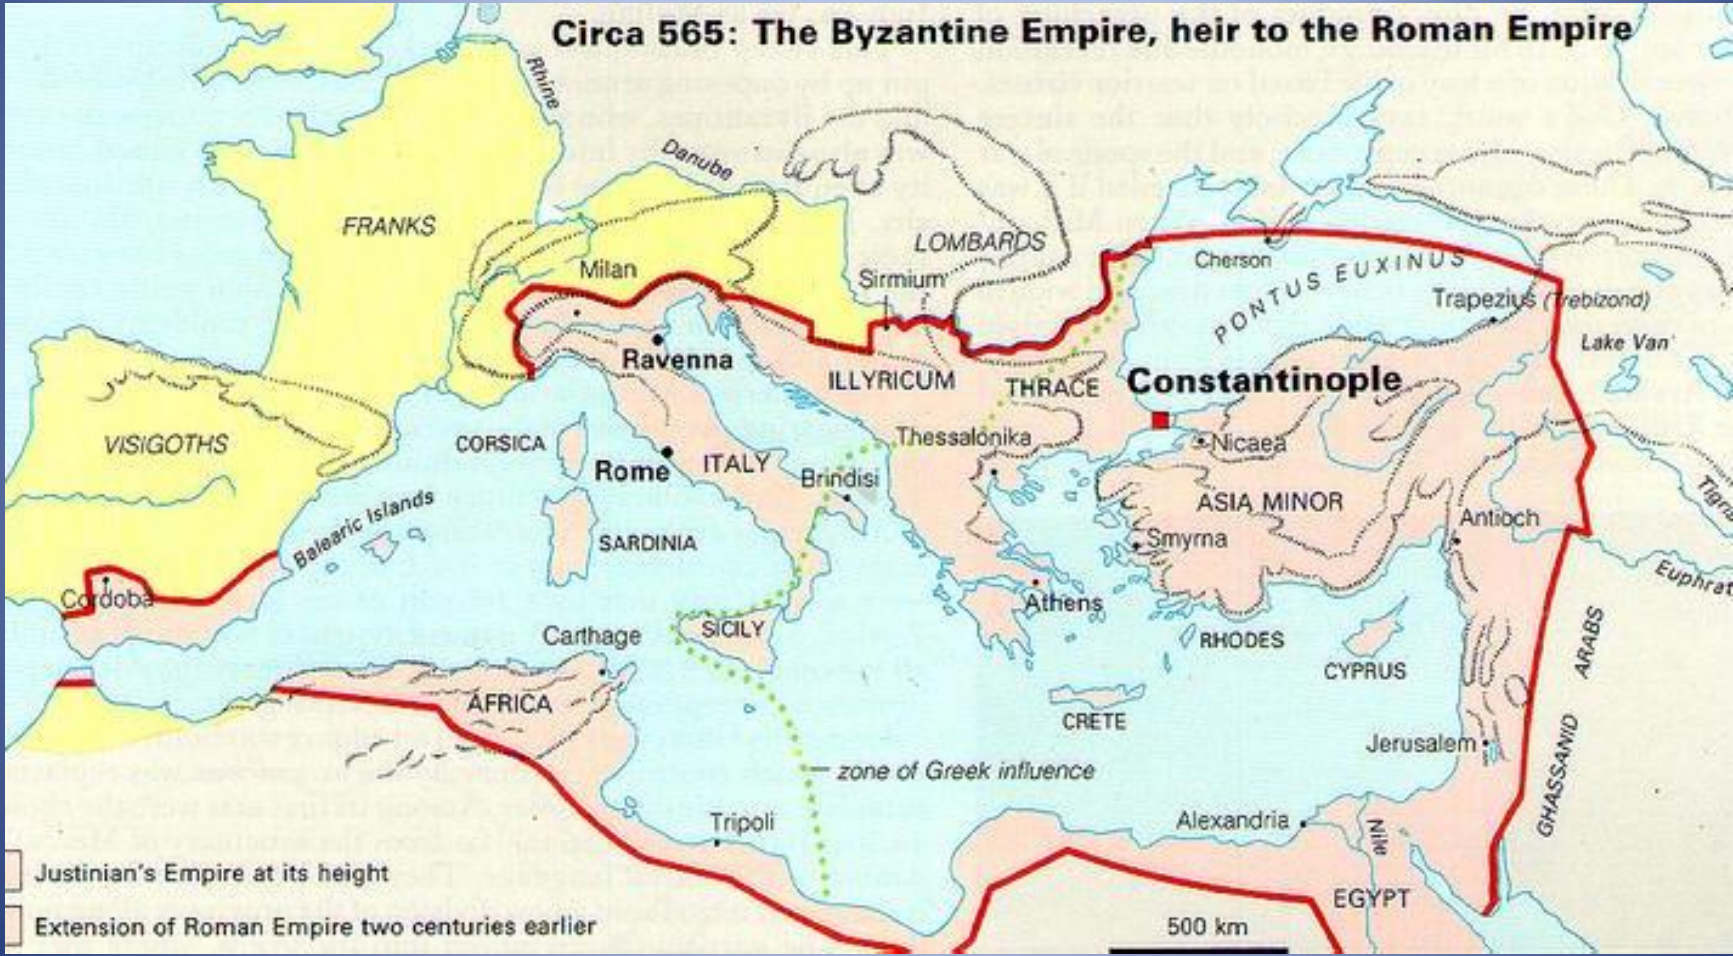 Circa 565: The Byzantine Empire, heir to the Roman Empire
Rhine
Danube
FRANKS
LOMBARDS
Milan
Sirmium
Cherson
PONTUS EUXINUS
Trapezius (Trebizond)
Lake Van
Ravenna
ILLYRICUM
THRACE
Constantinople
VISIGOTHS
CORSICA
Rome
ITALY
Thessalonika
Nicaea
Brindisi
ASIA MINOR
Balearic Islands
SARDINIA
Antioch
Smyrna
Cordoba
Athens
Carthage
SICILY
RHODES
CYPRUS
AFRICA
CRETE
Jerusalem
GHASSANID ARABS
zone of Greek influence
Tripoli
Alexandria
Nile
EGYPT
Justinian's Empire at its height
Extension of Roman Empire two centuries earlier
500 km